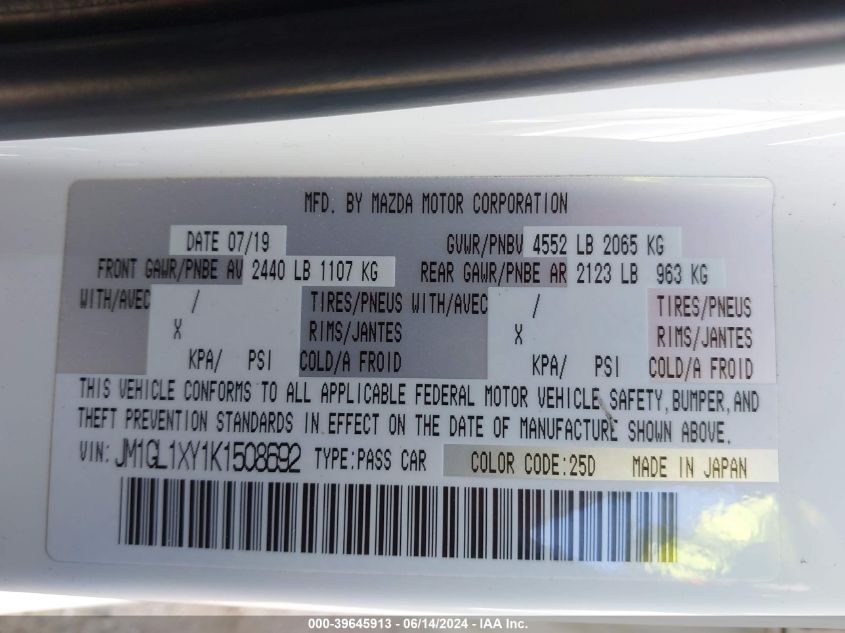 MFD. BY MAZDA MOTOR CORPORATION
DATE 07/19 GVWR/PNBV 4552 LB 2065 KG
FRONT GAWR/PNBE AV 2440 LB 1107 KG REAR GAWR/PNBE AR 2123 LB 963 KG
WITH/AVEC / TIRES/PNEUS WITH/AVEC / TIRES/PNEUS
X RIMS/JANTES X RIMS/JANTES
KPA/ PSI COLD/A FROID KPA/ PSI COLD/A FROID
THIS VEHICLE CONFORMS TO ALL APPLICABLE FEDERAL MOTOR VEHICLE SAFETY, BUMPER, AND
THEFT PREVENTION STANDARDS IN EFFECT ON THE DATE OF MANUFACTURE SHOWN ABOVE.
VIN: JM1GL1XY1K1508692 TYPE:PASS CAR COLOR CODE:25D MADE IN JAPAN
000-39645913 - 06/14/2024 - IAA Inc.